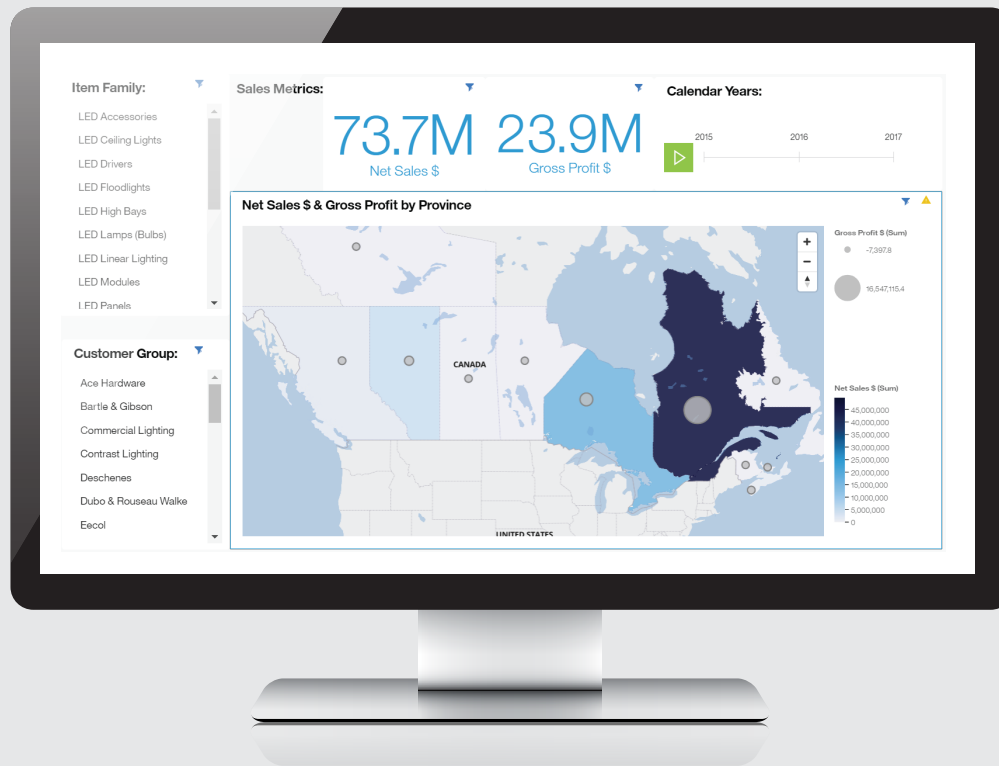 Item Family:
LED Accessories
LED Ceiling Lights
LED Drivers
LED Floodlights
LED High Bays
LED Lamps (Bulbs)
LED Linear Lighting
LED Modules
LED Panels
Customer Group:
Ace Hardware
Bartle & Gibson
Commercial Lighting
Contrast Lighting
Deschenes
Dubo & Rouseau Walke
Eecol
Sales Metrics:
73.7M
Net Sales $
23.9M
Gross Profit $
Calendar Years:
2015 2016 2017
Net Sales $ & Gross Profit by Province
CANADA
UNITED STATES
Gross Profit $ (Sum)
-7,397.8
16,547,115.4
Net Sales $ (Sum)
45,000,000
40,000,000
35,000,000
30,000,000
25,000,000
20,000,000
15,000,000
10,000,000
5,000,000
0